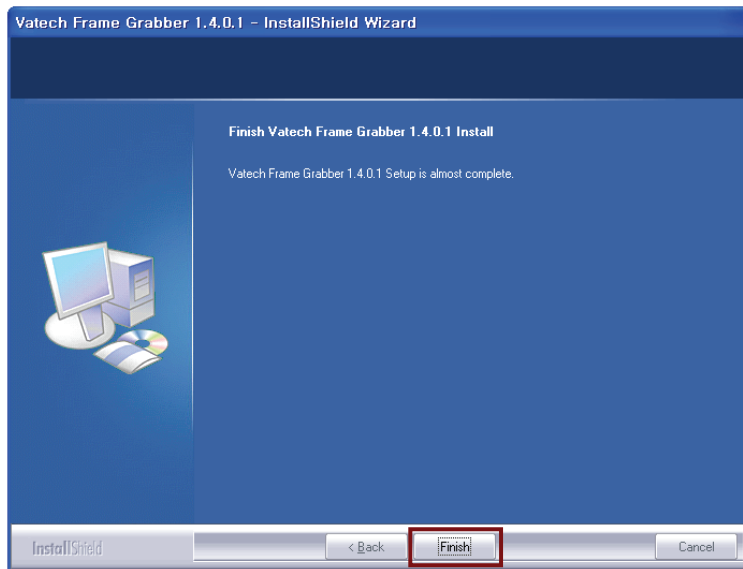 Vatech Frame Grabber 1.4.0.1 - InstallShield Wizard
Finish Vatech Frame Grabber 1.4.0.1 Install
Vatech Frame Grabber 1.4.0.1 Setup is almost complete.
InstallShield
< Back
Finish
Cancel